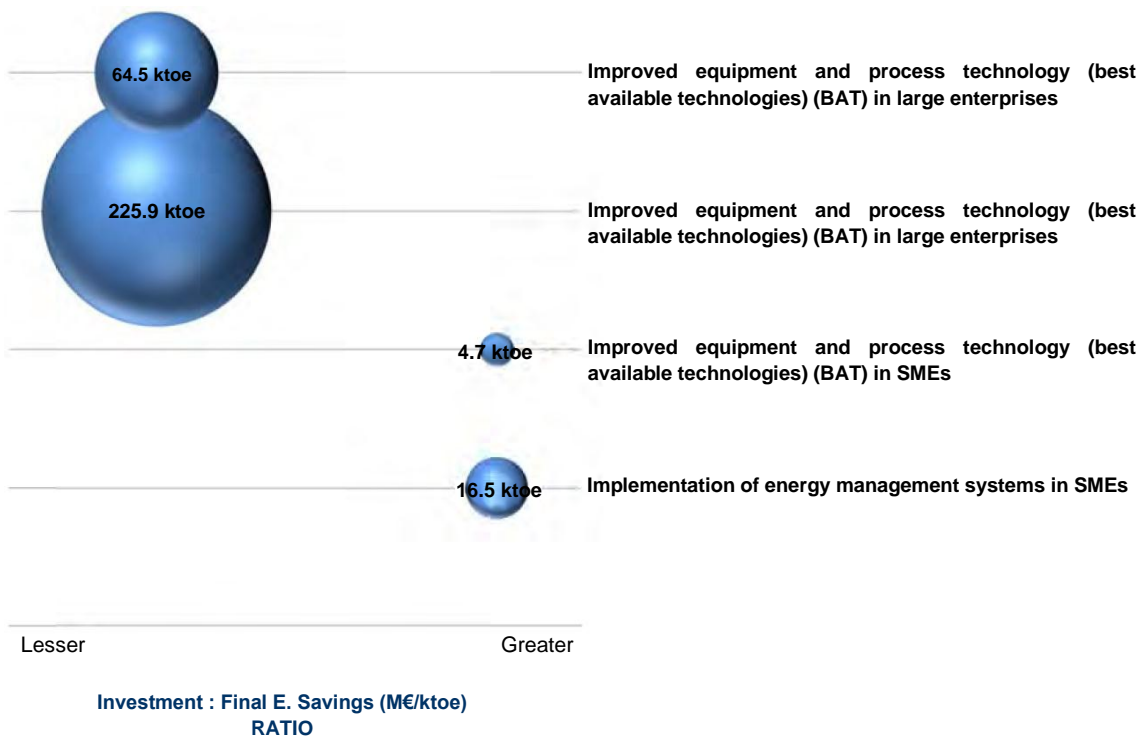 64.5 ktoe
Improved equipment and process technology (best
available technologies) (BAT) in large enterprises
225.9 ktoe
Improved equipment and process technology (best
available technologies) (BAT) in large enterprises
4.7 ktoe
Improved equipment and process technology (best
available technologies) (BAT) in SMEs
16.5 ktoe
Implementation of energy management systems in SMEs
Lesser
Greater
Investment : Final E. Savings (M€/ktoe)
RATIO